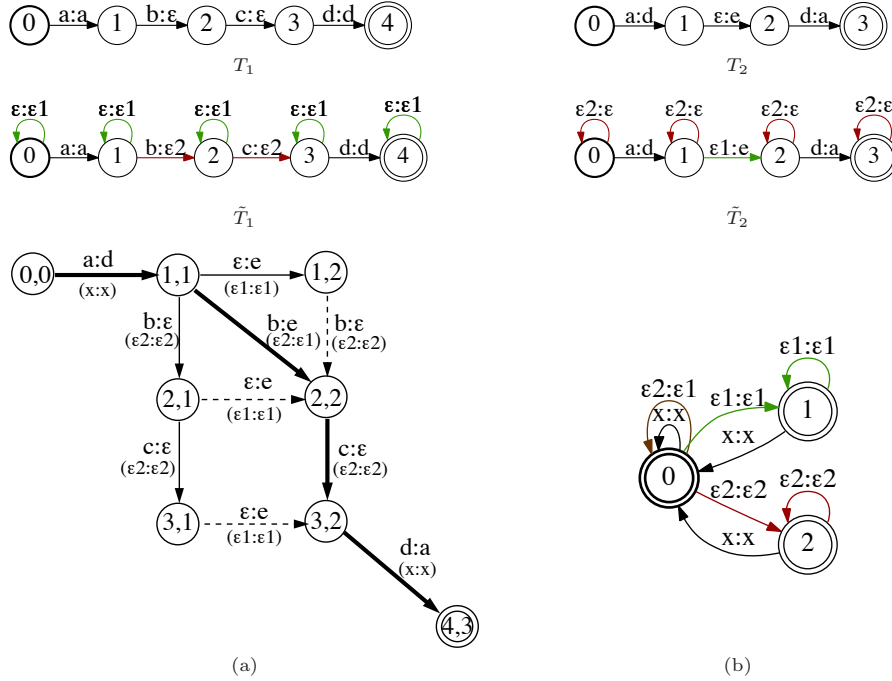 0 a:a 1 b:ε 2 c:ε 3 d:d 4
0 a:d 1 ε:e 2 d:a 3
T1
T2
ε:ε1 ε:ε1 ε:ε1 ε:ε1 ε:ε1
ε2:ε ε2:ε ε2:ε ε2:ε
0 a:a 1 b:ε2 2 c:ε2 3 d:d 4
0 a:d 1 ε1:e 2 d:a 3
T̃1
T̃2
0,0 a:d (x:x) 1,1 ε:e (ε1:ε1) 1,2
b:ε (ε2:ε2)
b:e (ε2:ε1)
b:ε (ε2:ε2)
2,1 ε:e (ε1:ε1) 2,2
c:ε (ε2:ε2)
c:ε (ε2:ε2)
3,1 ε:e (ε1:ε1) 3,2
d:a (x:x)
4,3
ε1:ε1
ε2:ε1 ε1:ε1 1
x:x x:x
0
ε2:ε2 ε2:ε2
x:x 2
(a)
(b)